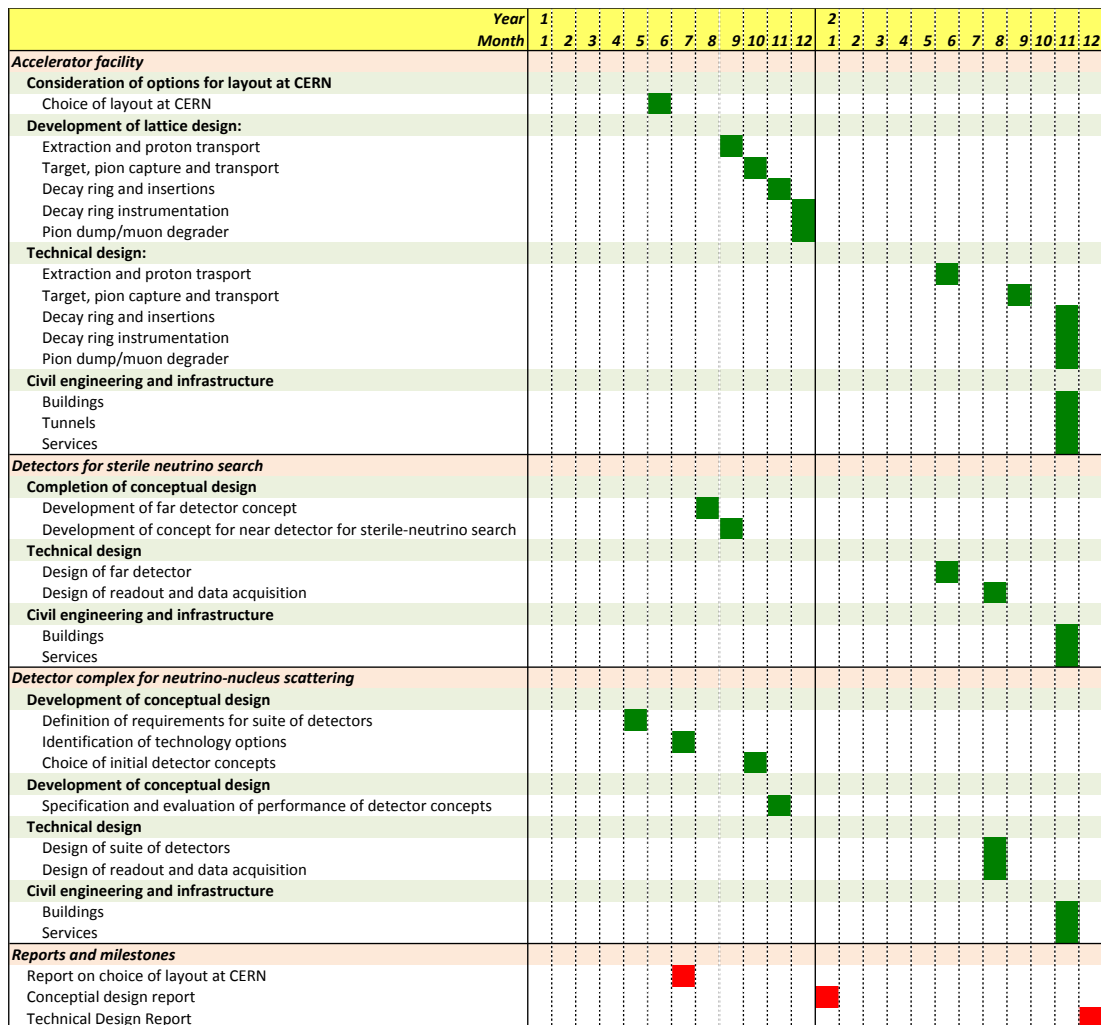 Year 1 2
Month 1 2 3 4 5 6 7 8 9 10 11 12 1 2 3 4 5 6 7 8 9 10 11 12
Accelerator facility
Consideration of options for layout at CERN
Choice of layout at CERN
Development of lattice design:
Extraction and proton transport
Target, pion capture and transport
Decay ring and insertions
Decay ring instrumentation
Pion dump/muon degrader
Technical design:
Extraction and proton trasport
Target, pion capture and transport
Decay ring and insertions
Decay ring instrumentation
Pion dump/muon degrader
Civil engineering and infrastructure
Buildings
Tunnels
Services
Detectors for sterile neutrino search
Completion of conceptual design
Development of far detector concept
Development of concept for near detector for sterile-neutrino search
Technical design
Design of far detector
Design of readout and data acquisition
Civil engineering and infrastructure
Buildings
Services
Detector complex for neutrino-nucleus scattering
Development of conceptual design
Definition of requirements for suite of detectors
Identification of technology options
Choice of initial detector concepts
Development of conceptual design
Specification and evaluation of performance of detector concepts
Technical design
Design of suite of detectors
Design of readout and data acquisition
Civil engineering and infrastructure
Buildings
Services
Reports and milestones
Report on choice of layout at CERN
Conceptial design report
Technical Design Report